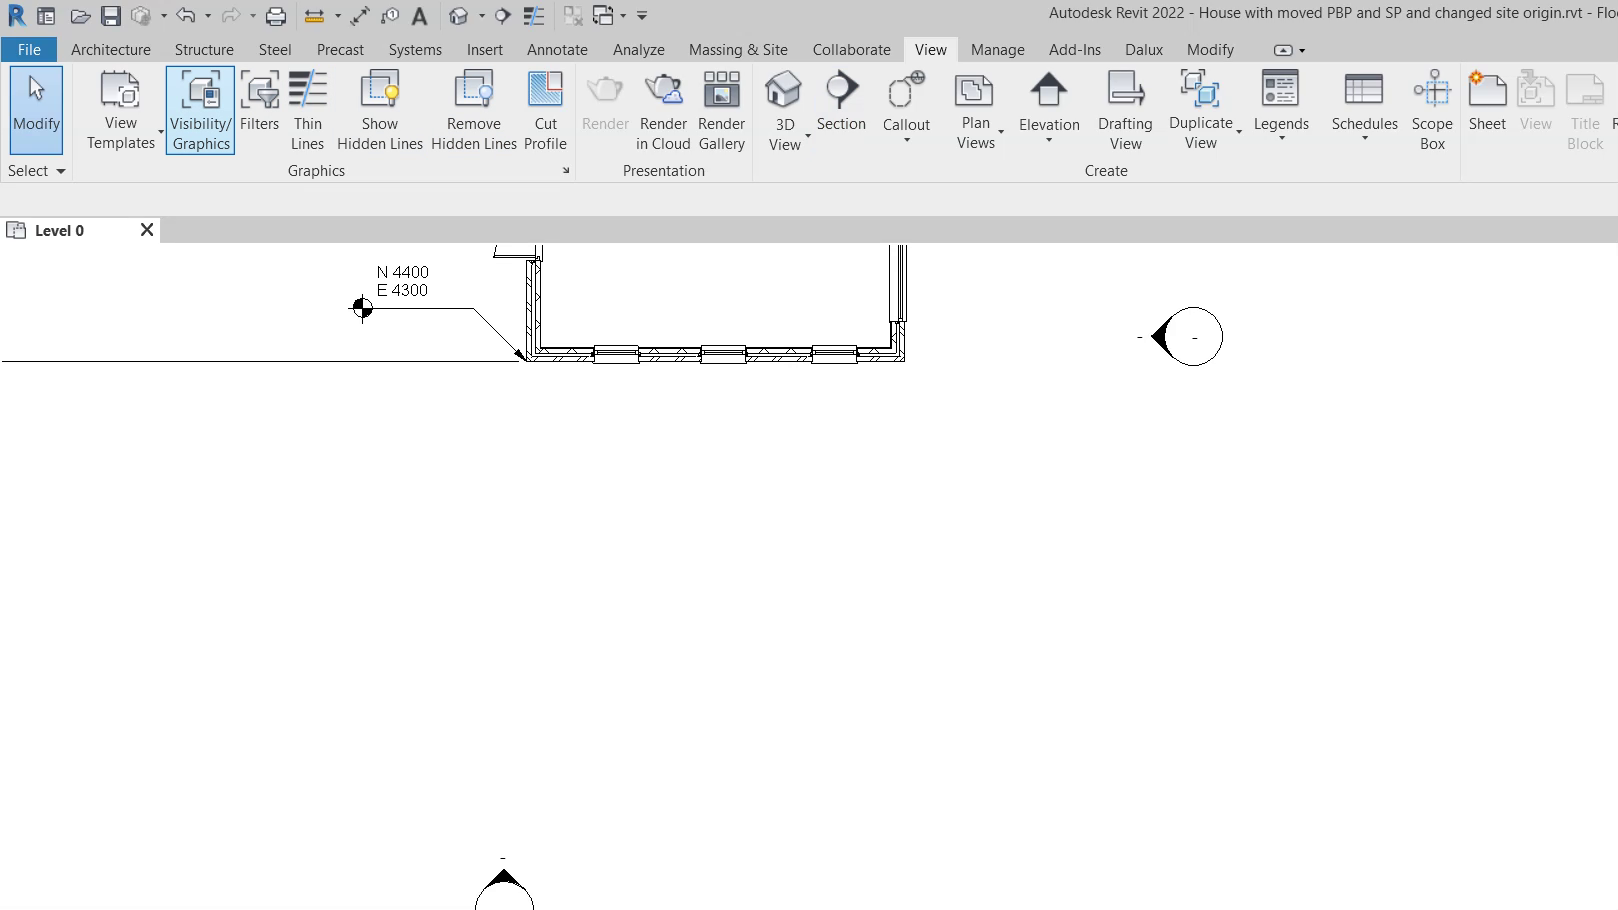 Autodesk Revit 2022 - House with moved PBP and SP and changed site origin.rvt - Floo
File Architecture Structure Steel Precast Systems Insert Annotate Analyze Massing & Site Collaborate View Manage Add-Ins Dalux Modify
Modify
View
Templates
Visibility/
Graphics
Filters
Thin
Lines
Show
Hidden Lines
Remove
Hidden Lines
Cut
Profile
Render
Render
in Cloud
Render
Gallery
3D
View
Section
Callout
Plan
Views
Elevation
Drafting
View
Duplicate
View
Legends
Schedules
Scope
Box
Sheet
View
Title
Block
R
Select
Graphics
Presentation
Create
Level 0
N 4400
E 4300
- -
-